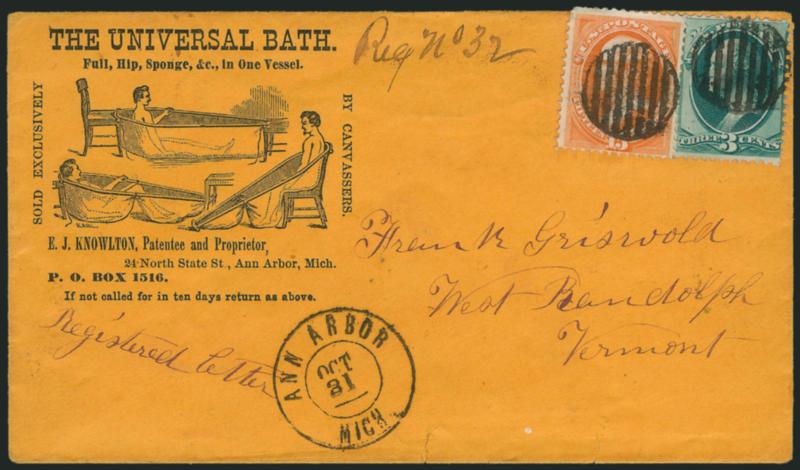 THE UNIVERSAL BATH.
Full, Hip, Sponge, &c., in One Vessel.
SOLD EXCLUSIVELY
BY CANVASSERS.
E. J. KNOWLTON, Patentee and Proprietor,
24 North State St., Ann Arbor, Mich.
P. O. BOX 1516.
If not called for in ten days return as above.
Reg No 32
U.S. POSTAGE
15
THREE 3 CENTS
Frank Griswold
West Randolph
Vermont
Registered Letter
ANN ARBOR
OCT
31
MICH